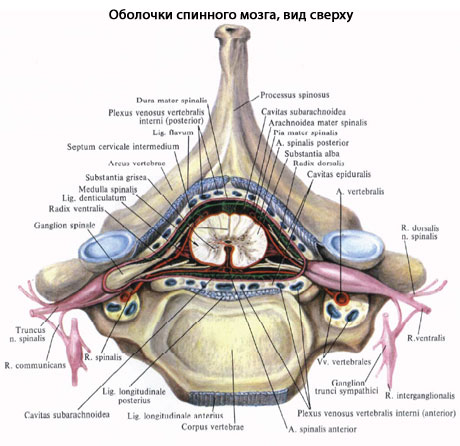 Оболочки спинного мозга, вид сверху
Processus spinosus
Dura mater spinalis
Plexus venosus vertebralis
interni (posterior)
Lig. flavum
Septum cervicale intermedium
Arcus vertebrae
Substantia grisea
Medulla spinalis
Lig. denticulatum
Radix ventralis
Ganglion spinale
Cavitas subarachnoidea
Arachnoidea mater spinalis
Pia mater spinalis
A. spinalis posterior
Substantia alba
Radix dorsalis
Cavitas epiduralis
A. vertebralis
R. dorsalis
n. spinalis
Truncus
n. spinalis
R. communicans
R. spinalis
Cavitas subarachnoidea
Lig. longitudinale
posterius
Lig. longitudinale anterius
Corpus vertebrae
A. spinalis anterior
Plexus venosus vertebralis interni (anterior)
Vv. vertebrales
Ganglion
trunci sympathici
R. interganglionalis
R.ventralis